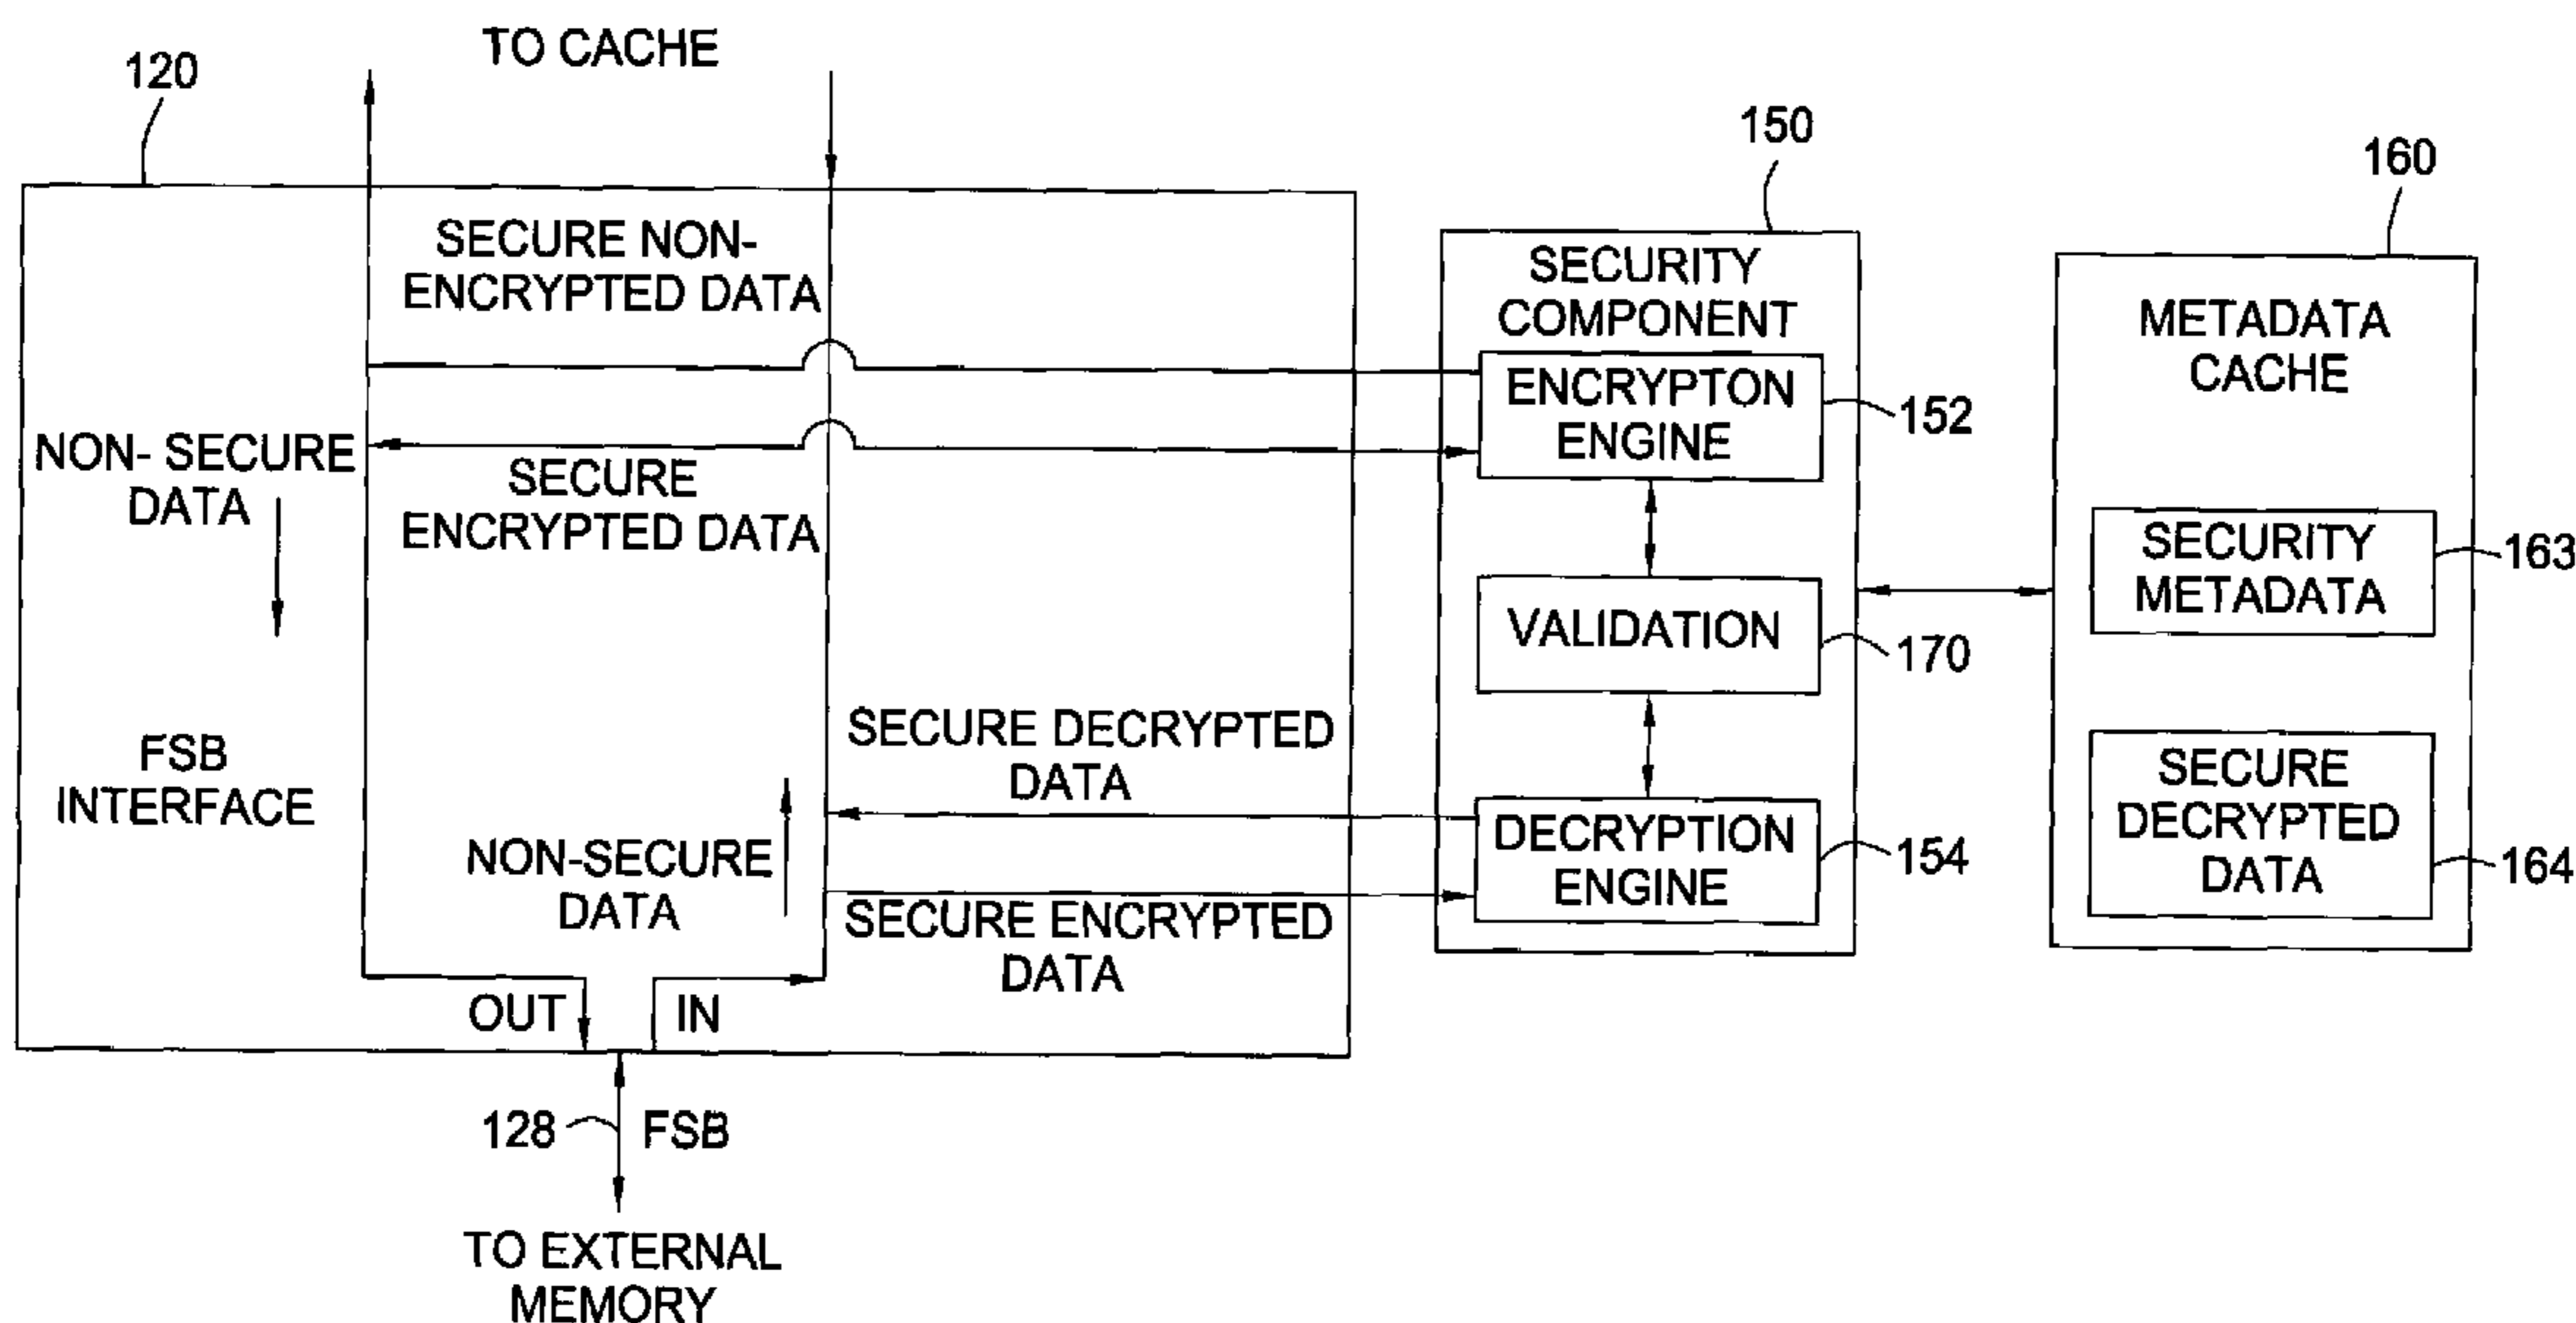 TO CACHE
120
150
160
SECURE NON-
ENCRYPTED DATA
SECURITY
COMPONENT
METADATA
CACHE
ENCRYPTON
ENGINE
152
NON- SECURE
DATA
SECURE
ENCRYPTED DATA
SECURITY
METADATA
163
VALIDATION
170
FSB
INTERFACE
SECURE DECRYPTED
DATA
NON-SECURE
DATA
DECRYPTION
ENGINE
154
SECURE
DECRYPTED
DATA
164
SECURE ENCRYPTED
DATA
OUT
IN
128
FSB
TO EXTERNAL
MEMORY